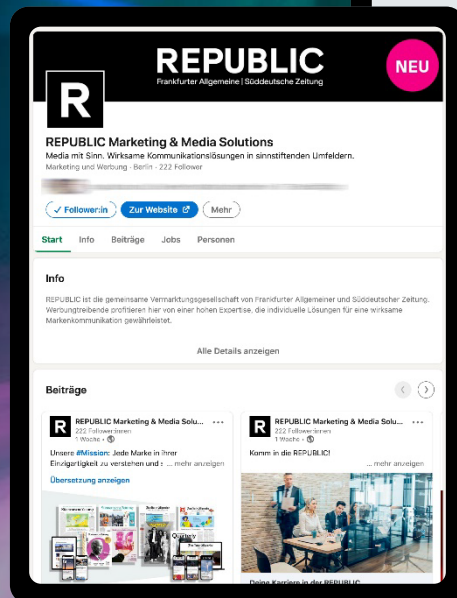 REPUBLIC
Frankfurter Allgemeine | Süddeutsche Zeitung
NEU
R
REPUBLIC Marketing & Media Solutions
Media mit Sinn. Wirksame Kommunikationslösungen in sinnstiftenden Umfeldern.
Marketing und Werbung · Berlin · 222 Follower
✓ Follower:in Zur Website Mehr
Start Info Beiträge Jobs Personen
Info
REPUBLIC ist die gemeinsame Vermarktungsgesellschaft von Frankfurter Allgemeiner und Süddeutscher Zeitung.
Werbungtreibende profitieren hier von einer hohen Expertise, die individuelle Lösungen für eine wirksame
Markenkommunikation gewährleistet.
Alle Details anzeigen
Beiträge
R
REPUBLIC Marketing & Media Solu... ...
222 Follower:innen
1 Woche ·
Unsere #Mission: Jede Marke in ihrer
Einzigartigkeit zu verstehen und s ... mehr anzeigen
Übersetzung anzeigen
Quarterly
R
REPUBLIC Marketing & Media Solu... ...
222 Follower:innen
1 Woche ·
Komm in die REPUBLIC!
... mehr anzeigen
Deine Karriere in der REPUBLIC